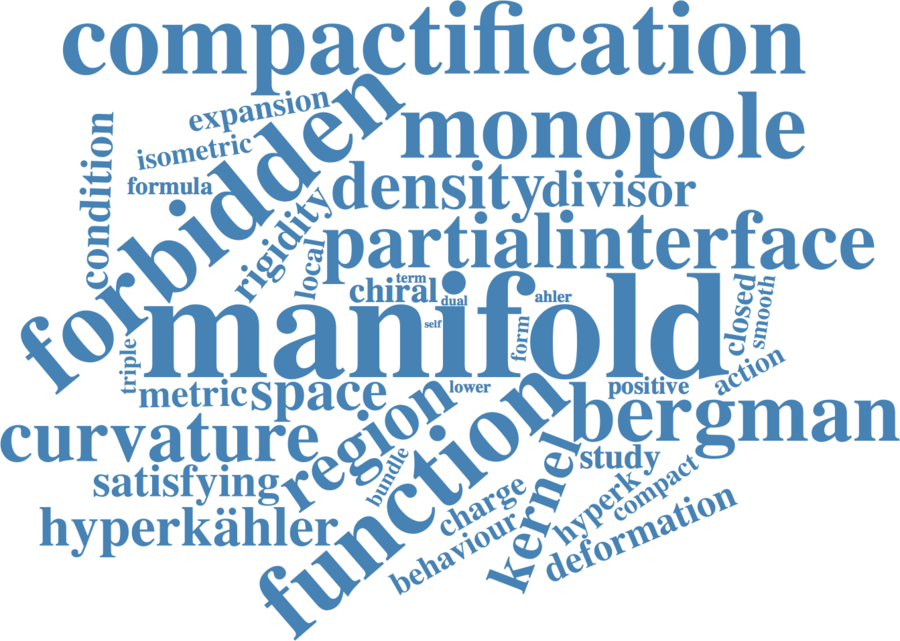 compactification
expansion
forbidden
monopole
condition
isometric
formula
density
divisor
rigidity
local
partial
interface
term
chiral
dual
ahler
self
form
closed
smooth
manifold
triple
action
metric
space
lower
positive
region
function
bergman
curvature
bundle
kernel
study
satisfying
charge
hyperk
compact
hyperkähler
behaviour
deformation